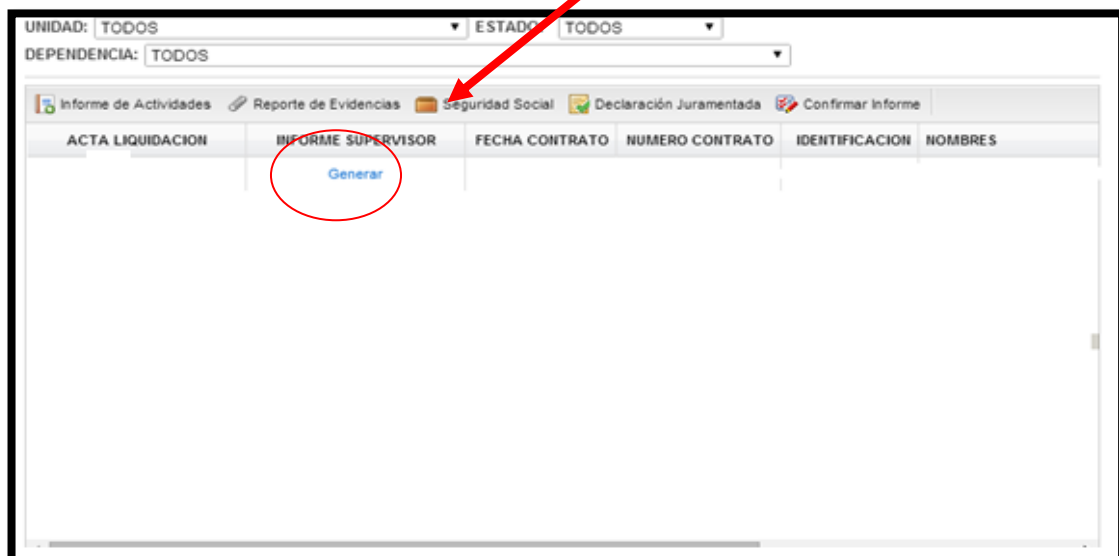 UNIDAD: TODOS ESTADO: TODOS
DEPENDENCIA: TODOS
Informe de Actividades Reporte de Evidencias Seguridad Social Declaración Juramentada Confirmar Informe
ACTA LIQUIDACION INFORME SUPERVISOR FECHA CONTRATO NUMERO CONTRATO IDENTIFICACION NOMBRES
Generar